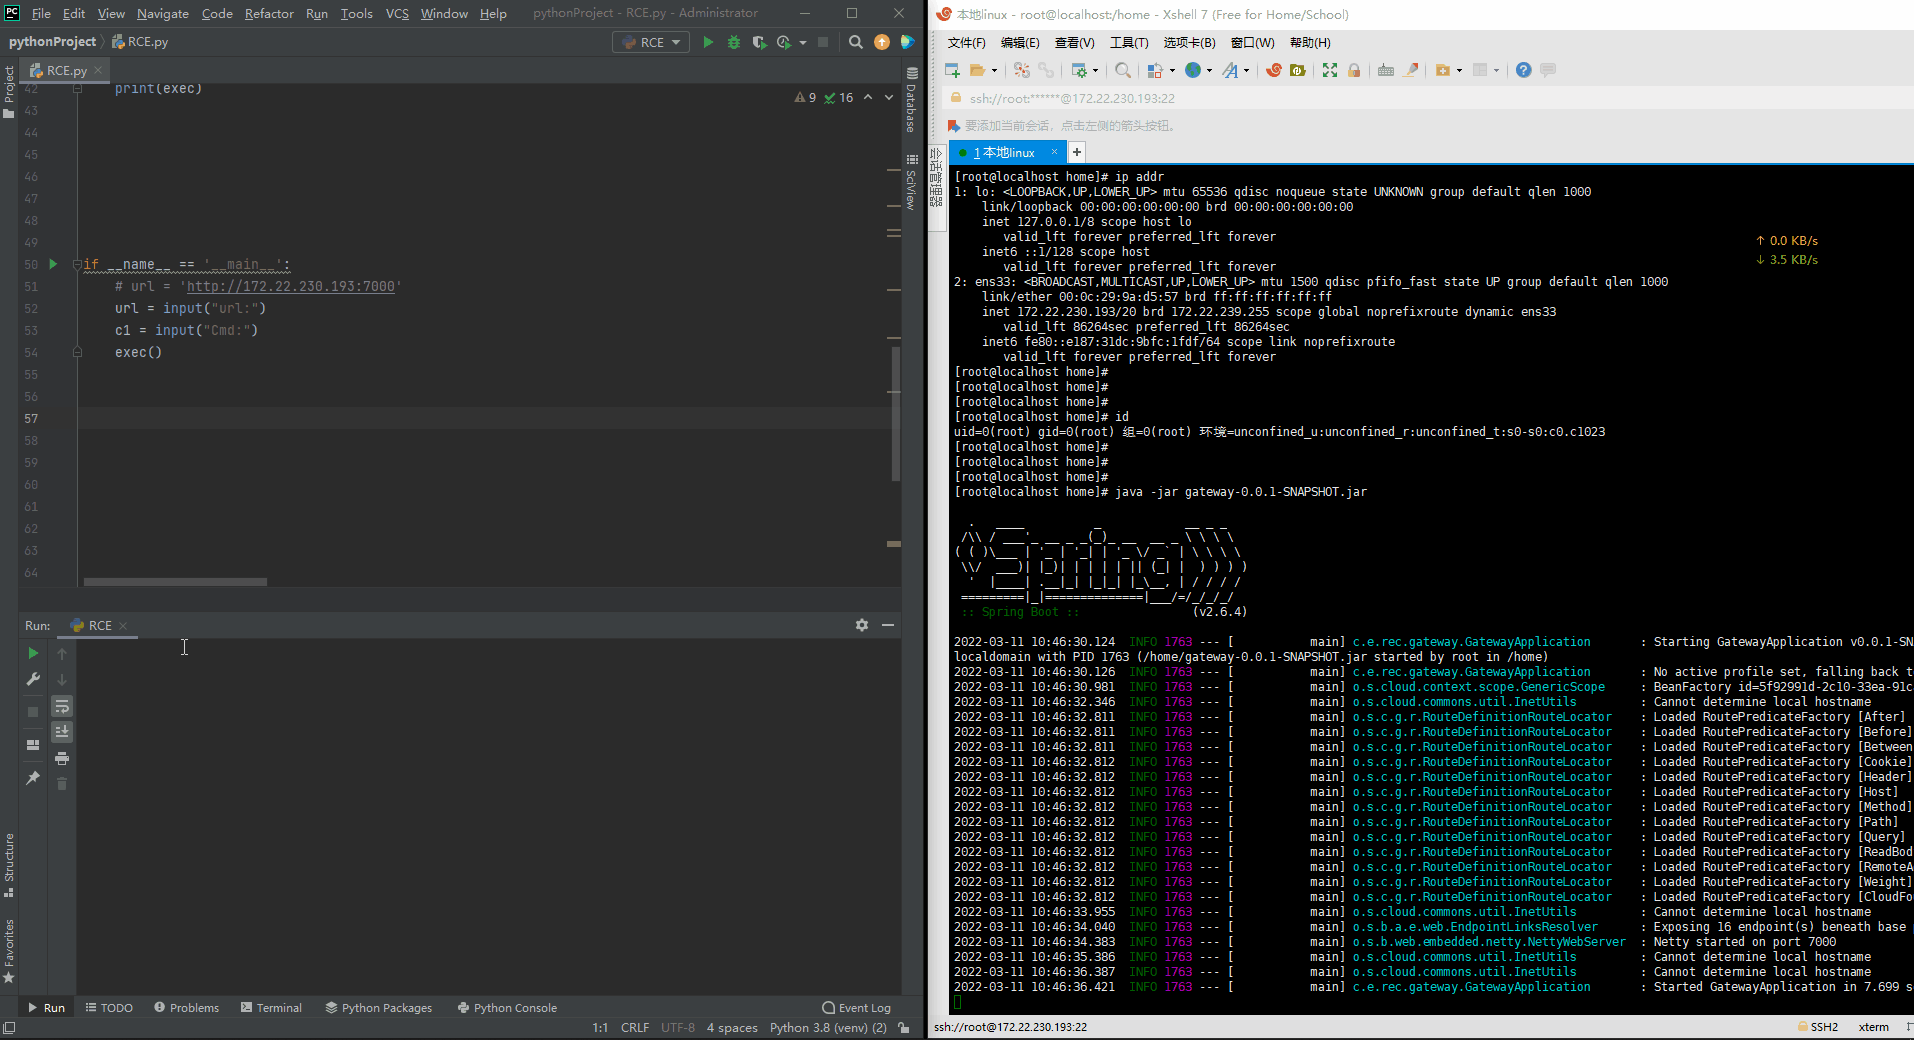 File Edit View Navigate Code Refactor Run Tools VCS Window Help pythonProject - RCE.py - Administrator
pythonProject RCE.py
RCE
Project
RCE.py
9 16
Database
SciView
42 print(exec)
43
44
45
46
47
48
49
50 if __name__ == '__main__':
51 # url = 'http://172.22.230.193:7000'
52 url = input("url:")
53 c1 = input("Cmd:")
54 exec()
55
56
57
58
59
60
61
62
63
64
Run: RCE
Structure
Favorites
Run TODO Problems Terminal Python Packages Python Console Event Log
1:1 CRLF UTF-8 4 spaces Python 3.8 (venv) (2)
本地linux - root@localhost:/home - Xshell 7 (Free for Home/School)
文件(F) 编辑(E) 查看(V) 工具(T) 选项卡(B) 窗口(W) 帮助(H)
ssh://root:******@172.22.230.193:22
要添加当前会话，点击左侧的箭头按钮。
会话管理器
1 本地linux
[root@localhost home]# ip addr
1: lo: <LOOPBACK,UP,LOWER_UP> mtu 65536 qdisc noqueue state UNKNOWN group default qlen 1000
link/loopback 00:00:00:00:00:00 brd 00:00:00:00:00:00
inet 127.0.0.1/8 scope host lo
valid_lft forever preferred_lft forever
inet6 ::1/128 scope host
valid_lft forever preferred_lft forever
2: ens33: <BROADCAST,MULTICAST,UP,LOWER_UP> mtu 1500 qdisc pfifo_fast state UP group default qlen 1000
link/ether 00:0c:29:9a:d5:57 brd ff:ff:ff:ff:ff:ff
inet 172.22.230.193/20 brd 172.22.239.255 scope global noprefixroute dynamic ens33
valid_lft 86264sec preferred_lft 86264sec
inet6 fe80::e187:31dc:9bfc:1fdf/64 scope link noprefixroute
valid_lft forever preferred_lft forever
↑ 0.0 KB/s
↓ 3.5 KB/s
[root@localhost home]#
[root@localhost home]#
[root@localhost home]#
[root@localhost home]# id
uid=0(root) gid=0(root) 组=0(root) 环境=unconfined_u:unconfined_r:unconfined_t:s0-s0:c0.c1023
[root@localhost home]#
[root@localhost home]#
[root@localhost home]#
[root@localhost home]# java -jar gateway-0.0.1-SNAPSHOT.jar
Spring
:: Spring Boot :: (v2.6.4)
2022-03-11 10:46:30.124 INFO 1763 --- [ main] c.e.rec.gateway.GatewayApplication : Starting GatewayApplication v0.0.1-SN
localdomain with PID 1763 (/home/gateway-0.0.1-SNAPSHOT.jar started by root in /home)
2022-03-11 10:46:30.126 INFO 1763 --- [ main] c.e.rec.gateway.GatewayApplication : No active profile set, falling back t
2022-03-11 10:46:30.981 INFO 1763 --- [ main] o.s.cloud.context.scope.GenericScope : BeanFactory id=5f92991d-2c10-33ea-91c
2022-03-11 10:46:32.346 INFO 1763 --- [ main] o.s.cloud.commons.util.InetUtils : Cannot determine local hostname
2022-03-11 10:46:32.811 INFO 1763 --- [ main] o.s.c.g.r.RouteDefinitionRouteLocator : Loaded RoutePredicateFactory [After]
2022-03-11 10:46:32.811 INFO 1763 --- [ main] o.s.c.g.r.RouteDefinitionRouteLocator : Loaded RoutePredicateFactory [Before]
2022-03-11 10:46:32.811 INFO 1763 --- [ main] o.s.c.g.r.RouteDefinitionRouteLocator : Loaded RoutePredicateFactory [Between
2022-03-11 10:46:32.812 INFO 1763 --- [ main] o.s.c.g.r.RouteDefinitionRouteLocator : Loaded RoutePredicateFactory [Cookie]
2022-03-11 10:46:32.812 INFO 1763 --- [ main] o.s.c.g.r.RouteDefinitionRouteLocator : Loaded RoutePredicateFactory [Header]
2022-03-11 10:46:32.812 INFO 1763 --- [ main] o.s.c.g.r.RouteDefinitionRouteLocator : Loaded RoutePredicateFactory [Host]
2022-03-11 10:46:32.812 INFO 1763 --- [ main] o.s.c.g.r.RouteDefinitionRouteLocator : Loaded RoutePredicateFactory [Method]
2022-03-11 10:46:32.812 INFO 1763 --- [ main] o.s.c.g.r.RouteDefinitionRouteLocator : Loaded RoutePredicateFactory [Path]
2022-03-11 10:46:32.812 INFO 1763 --- [ main] o.s.c.g.r.RouteDefinitionRouteLocator : Loaded RoutePredicateFactory [Query]
2022-03-11 10:46:32.812 INFO 1763 --- [ main] o.s.c.g.r.RouteDefinitionRouteLocator : Loaded RoutePredicateFactory [ReadBod
2022-03-11 10:46:32.812 INFO 1763 --- [ main] o.s.c.g.r.RouteDefinitionRouteLocator : Loaded RoutePredicateFactory [RemoteA
2022-03-11 10:46:32.812 INFO 1763 --- [ main] o.s.c.g.r.RouteDefinitionRouteLocator : Loaded RoutePredicateFactory [Weight]
2022-03-11 10:46:32.812 INFO 1763 --- [ main] o.s.c.g.r.RouteDefinitionRouteLocator : Loaded RoutePredicateFactory [CloudFo
2022-03-11 10:46:33.955 INFO 1763 --- [ main] o.s.cloud.commons.util.InetUtils : Cannot determine local hostname
2022-03-11 10:46:34.040 INFO 1763 --- [ main] o.s.b.a.e.web.EndpointLinksResolver : Exposing 16 endpoint(s) beneath base
2022-03-11 10:46:34.383 INFO 1763 --- [ main] o.s.b.web.embedded.netty.NettyWebServer : Netty started on port 7000
2022-03-11 10:46:35.386 INFO 1763 --- [ main] o.s.cloud.commons.util.InetUtils : Cannot determine local hostname
2022-03-11 10:46:36.387 INFO 1763 --- [ main] o.s.cloud.commons.util.InetUtils : Cannot determine local hostname
2022-03-11 10:46:36.421 INFO 1763 --- [ main] c.e.rec.gateway.GatewayApplication : Started GatewayApplication in 7.699 s
ssh://root@172.22.230.193:22 SSH2 xterm